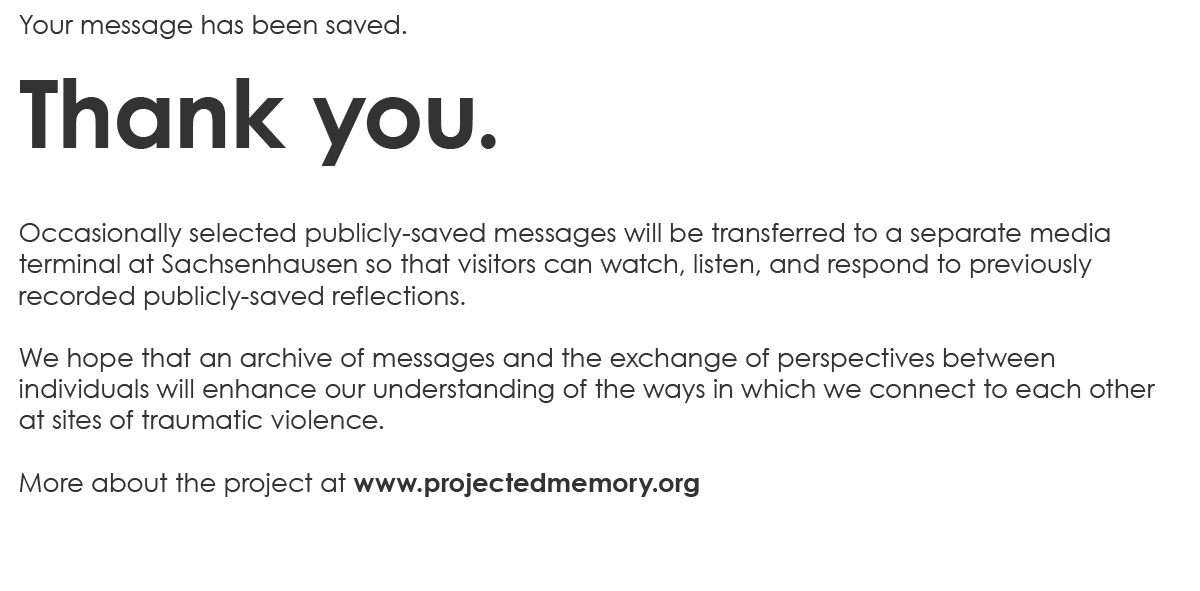 Your message has been saved.
Thank you.
Occasionally selected publicly-saved messages will be transferred to a separate media
terminal at Sachsenhausen so that visitors can watch, listen, and respond to previously
recorded publicly-saved reflections.
We hope that an archive of messages and the exchange of perspectives between
individuals will enhance our understanding of the ways in which we connect to each other
at sites of traumatic violence.
More about the project at www.projectedmemory.org